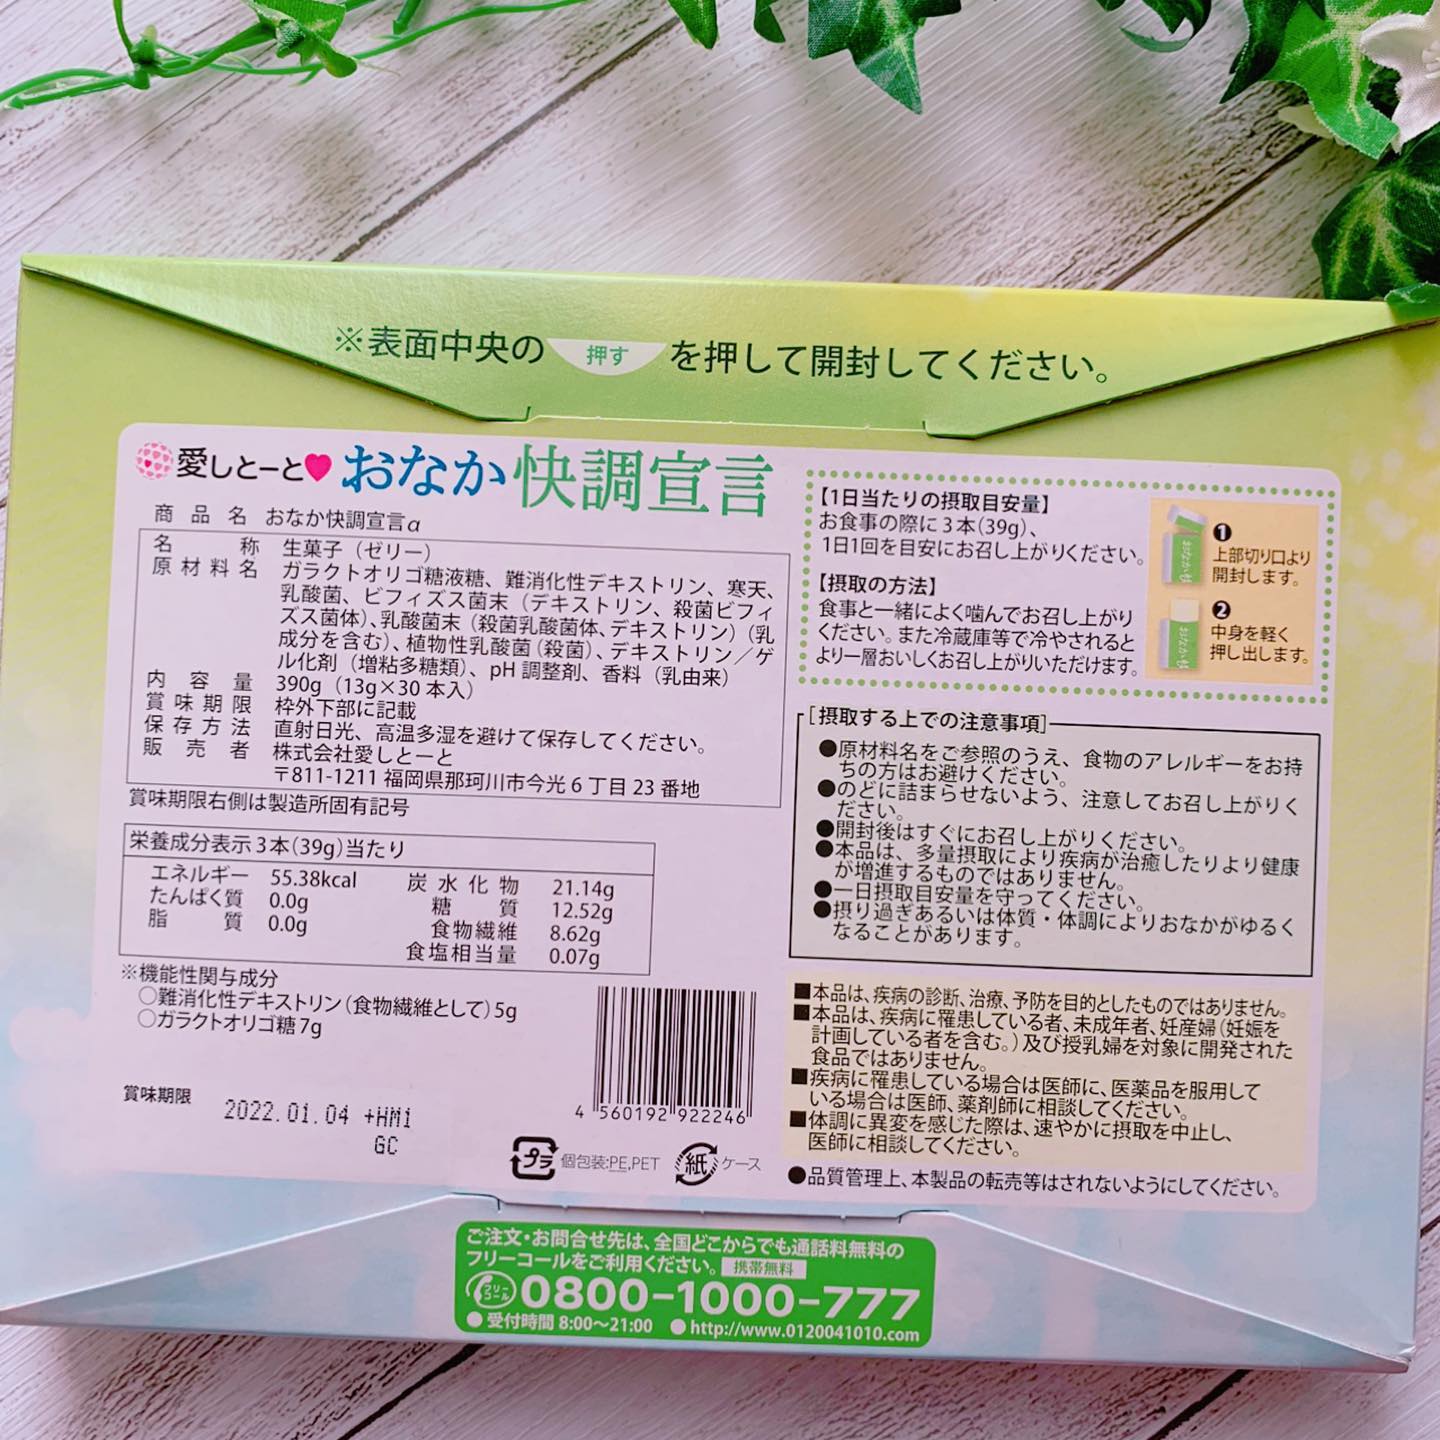 ※表面中央の 押す を押して開封してください。
愛しとーと おなか快調宣言
商品名 おなか快調宣言α
名称 生菓子（ゼリー）
原材料名 ガラクトオリゴ糖液糖、難消化性デキストリン、寒天、
乳酸菌、ビフィズス菌末（デキストリン、殺菌ビフィ
ズス菌体）、乳酸菌末（殺菌乳酸菌体、デキストリン）（乳
成分を含む）、植物性乳酸菌（殺菌）、デキストリン／ゲ
ル化剤（増粘多糖類）、pH調整剤、香料（乳由来）
内容量 390g（13g×30本入）
賞味期限 枠外下部に記載
保存方法 直射日光、高温多湿を避けて保存してください。
販売者 株式会社愛しとーと
〒811-1211 福岡県那珂川市今光6丁目23番地
賞味期限右側は製造所固有記号
栄養成分表示3本（39g）当たり
エネルギー 55.38kcal 炭水化物 21.14g
たんぱく質 0.0g 糖質 12.52g
脂質 0.0g 食物繊維 8.62g
食塩相当量 0.07g
※機能性関与成分
○難消化性デキストリン（食物繊維として）5g
○ガラクトオリゴ糖7g
賞味期限 2022.01.04 +HM1
GC
4 560192 922246
プラ 個包装:PE,PET 紙 ケース
【1日当たりの摂取目安量】
お食事の際に3本（39g）、
1日1回を目安にお召し上がりください。
【摂取の方法】
食事と一緒によく噛んでお召し上がり
ください。また冷蔵庫等で冷やされると
より一層おいしくお召し上がりいただけます。
❶
上部切り口より
開封します。
❷
中身を軽く
押し出します。
［摂取する上での注意事項］
●原材料名をご参照のうえ、食物のアレルギーをお持
ちの方はお避けください。
●のどに詰まらせないよう、注意してお召し上がりく
ださい。
●開封後はすぐにお召し上がりください。
●本品は、多量摂取により疾病が治癒したりより健康
が増進するものではありません。
●一日摂取目安量を守ってください。
●摂り過ぎあるいは体質・体調によりおなかがゆるく
なることがあります。
■本品は、疾病の診断、治療、予防を目的としたものではありません。
■本品は、疾病に罹患している者、未成年者、妊産婦（妊娠を
計画している者を含む。）及び授乳婦を対象に開発された
食品ではありません。
■疾病に罹患している場合は医師に、医薬品を服用して
いる場合は医師、薬剤師に相談してください。
■体調に異変を感じた際は、速やかに摂取を中止し、
医師に相談してください。
●品質管理上、本製品の転売等はされないようにしてください。
ご注文・お問合せ先は、全国どこからでも通話料無料の
フリーコールをご利用ください。 携帯無料
フリーコール 0800-1000-777
●受付時間 8:00〜21:00 ●http://www.0120041010.com